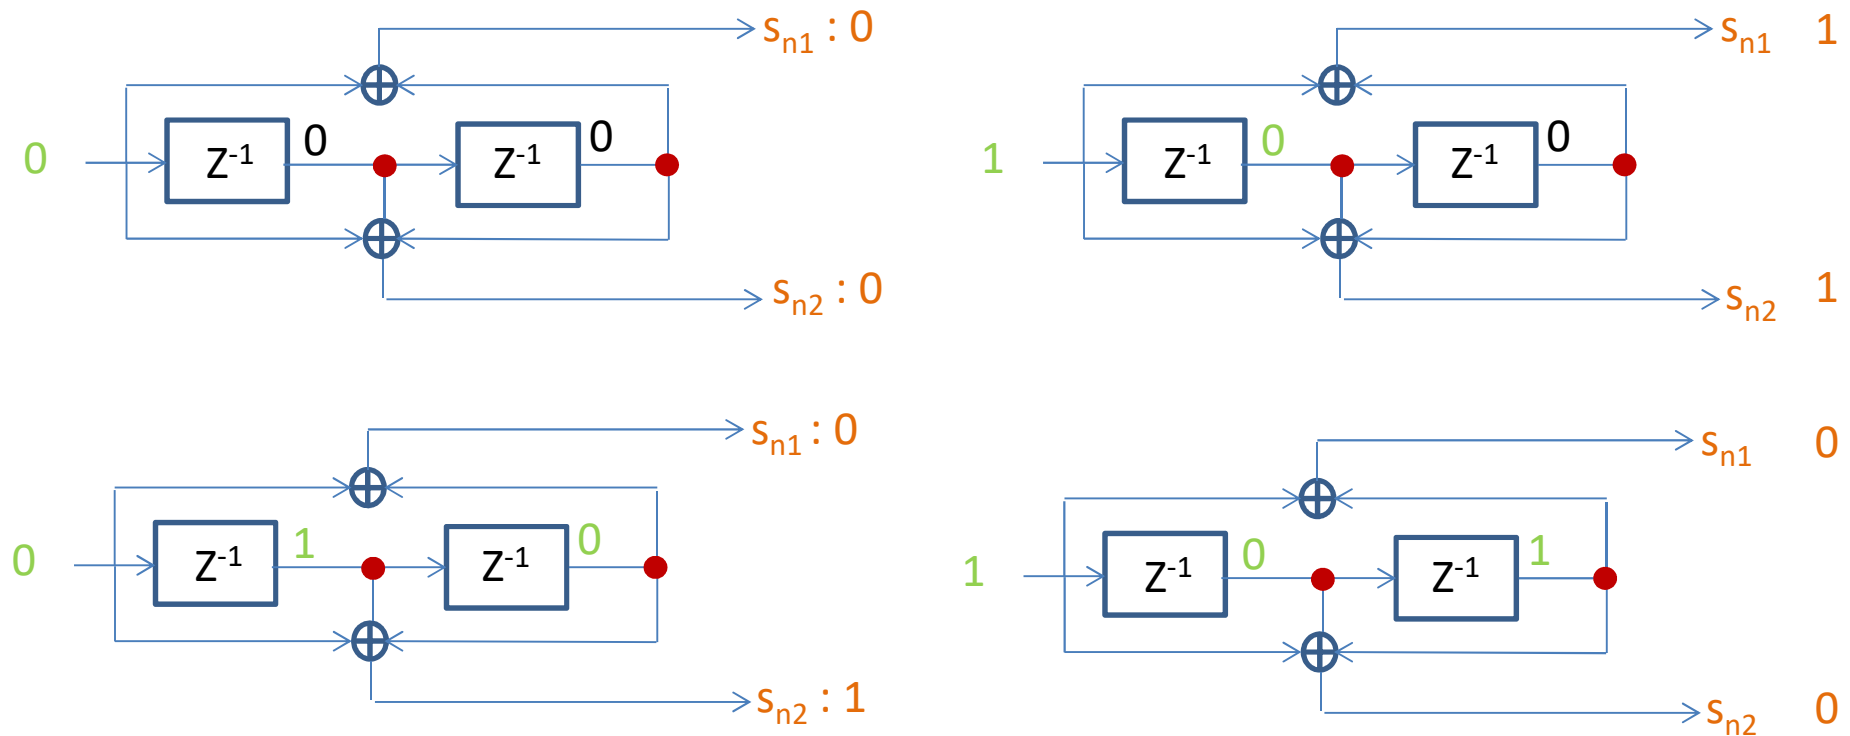 sn1 : 0
0 Z-1 0 Z-1 0
sn2 : 0
sn1 1
1 Z-1 0 Z-1 0
sn2 1
sn1 : 0
0 Z-1 1 Z-1 0
sn2 : 1
sn1 0
1 Z-1 0 Z-1 1
sn2 0